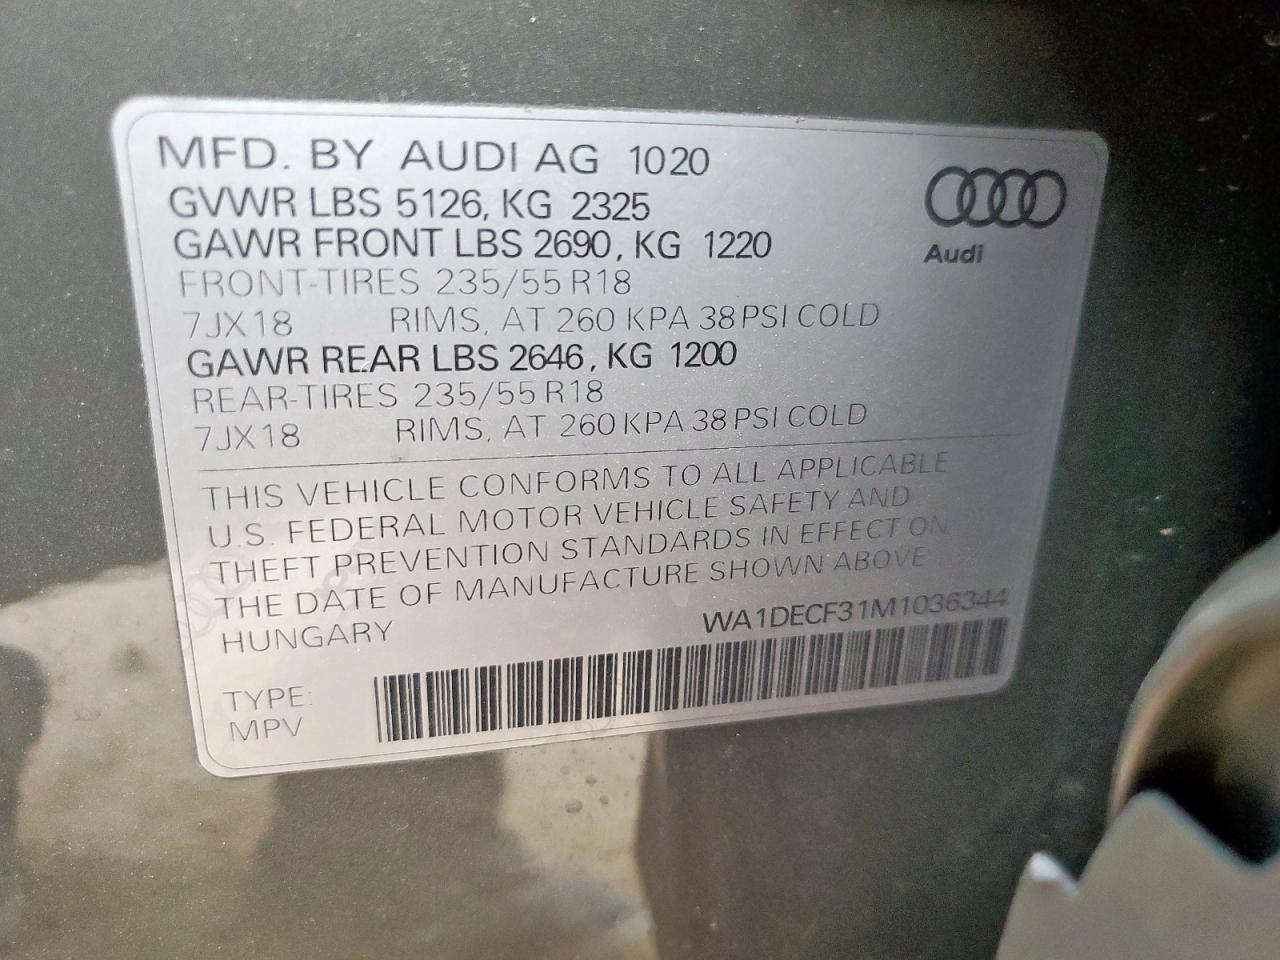 MFD. BY AUDI AG 1020
GVWR LBS 5126, KG 2325
GAWR FRONT LBS 2690, KG 1220
Audi
FRONT-TIRES 235/55 R18
7JX18 RIMS, AT 260 KPA 38 PSI COLD
GAWR REAR LBS 2646, KG 1200
REAR-TIRES 235/55 R18
7JX18 RIMS, AT 260 KPA 38 PSI COLD
THIS VEHICLE CONFORMS TO ALL APPLICABLE
U.S. FEDERAL MOTOR VEHICLE SAFETY AND
THEFT PREVENTION STANDARDS IN EFFECT ON
THE DATE OF MANUFACTURE SHOWN ABOVE
HUNGARY WA1DECF31M1036344
TYPE:
MPV